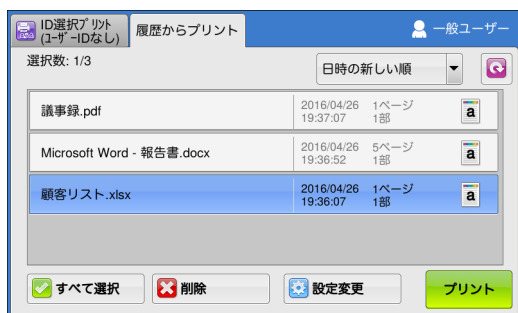 ID選択プリント
(ユーザーIDなし)
履歴からプリント
一般ユーザー
選択数: 1/3
日時の新しい順
議事録.pdf
2016/04/26 1ページ
19:37:07 1部
a
Microsoft Word - 報告書.docx
2016/04/26 5ページ
19:36:52 1部
a
顧客リスト.xlsx
2016/04/26 1ページ
19:36:07 1部
a
すべて選択
削除
設定変更
プリント